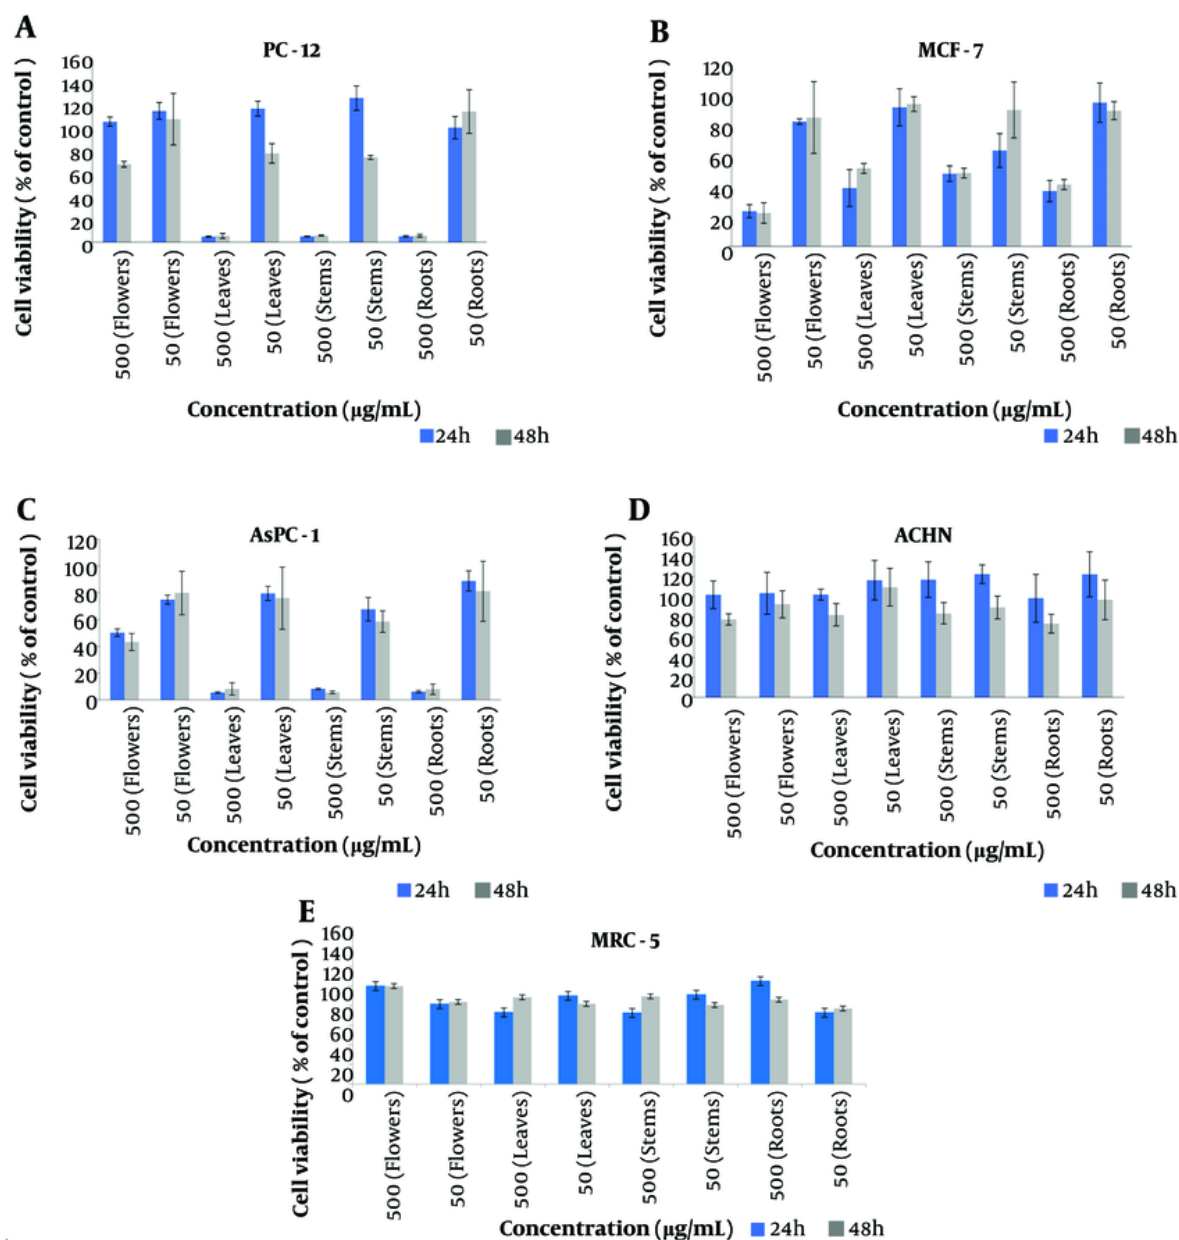 A
PC - 12
Cell viability ( % of control )
160
140
120
100
80
60
40
20
0
500 (Flowers)
50 (Flowers)
500 (Leaves)
50 (Leaves)
500 (Stems)
50 (Stems)
500 (Roots)
50 (Roots)
Concentration (µg/mL)
24h 48h
B
MCF - 7
Cell viability ( % of control )
120
100
80
60
40
20
0
500 (Flowers)
50 (Flowers)
500 (Leaves)
50 (Leaves)
500 (Stems)
50 (Stems)
500 (Roots)
50 (Roots)
Concentration (µg/mL)
24h 48h
C
AsPC - 1
Cell viability ( % of control )
120
100
80
60
40
20
0
500 (Flowers)
50 (Flowers)
500 (Leaves)
50 (Leaves)
500 (Stems)
50 (Stems)
500 (Roots)
50 (Roots)
Concentration (µg/mL)
24h 48h
D
ACHN
Cell viability ( % of control )
160
140
120
100
80
60
40
20
0
500 (Flowers)
50 (Flowers)
500 (Leaves)
50 (Leaves)
500 (Stems)
50 (Stems)
500 (Roots)
50 (Roots)
Concentration (µg/mL)
24h 48h
E
MRC - 5
Cell viability ( % of control )
160
140
120
100
80
60
40
20
0
500 (Flowers)
50 (Flowers)
500 (Leaves)
50 (Leaves)
500 (Stems)
50 (Stems)
500 (Roots)
50 (Roots)
Concentration (µg/mL) 24h 48h